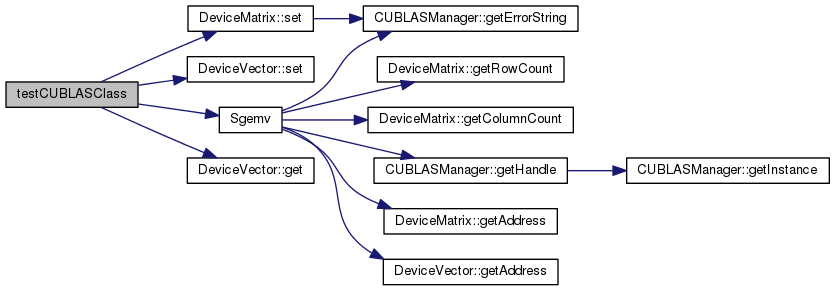 testCUBLASClass
DeviceMatrix::set
DeviceVector::set
Sgemv
DeviceVector::get
CUBLASManager::getErrorString
DeviceMatrix::getRowCount
DeviceMatrix::getColumnCount
CUBLASManager::getHandle
DeviceMatrix::getAddress
DeviceVector::getAddress
CUBLASManager::getInstance